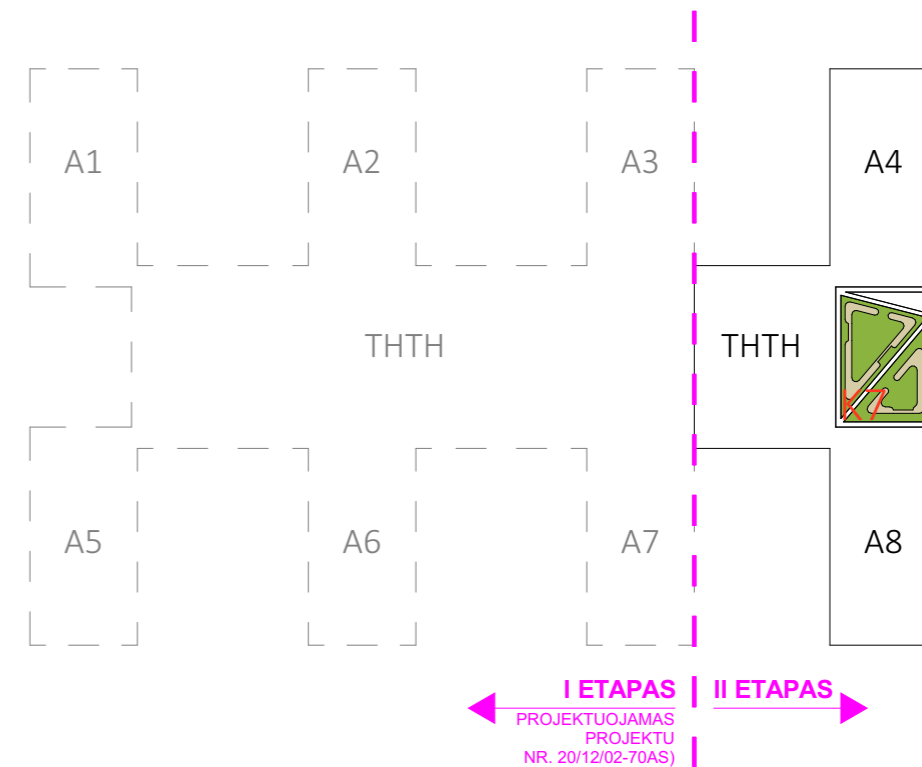 A1 A2 A3 A4
THTH THTH
K7
A5 A6 A7 A8
I ETAPAS II ETAPAS
PROJEKTUOJAMAS
PROJEKTU
NR. 20/12/02-70AS)